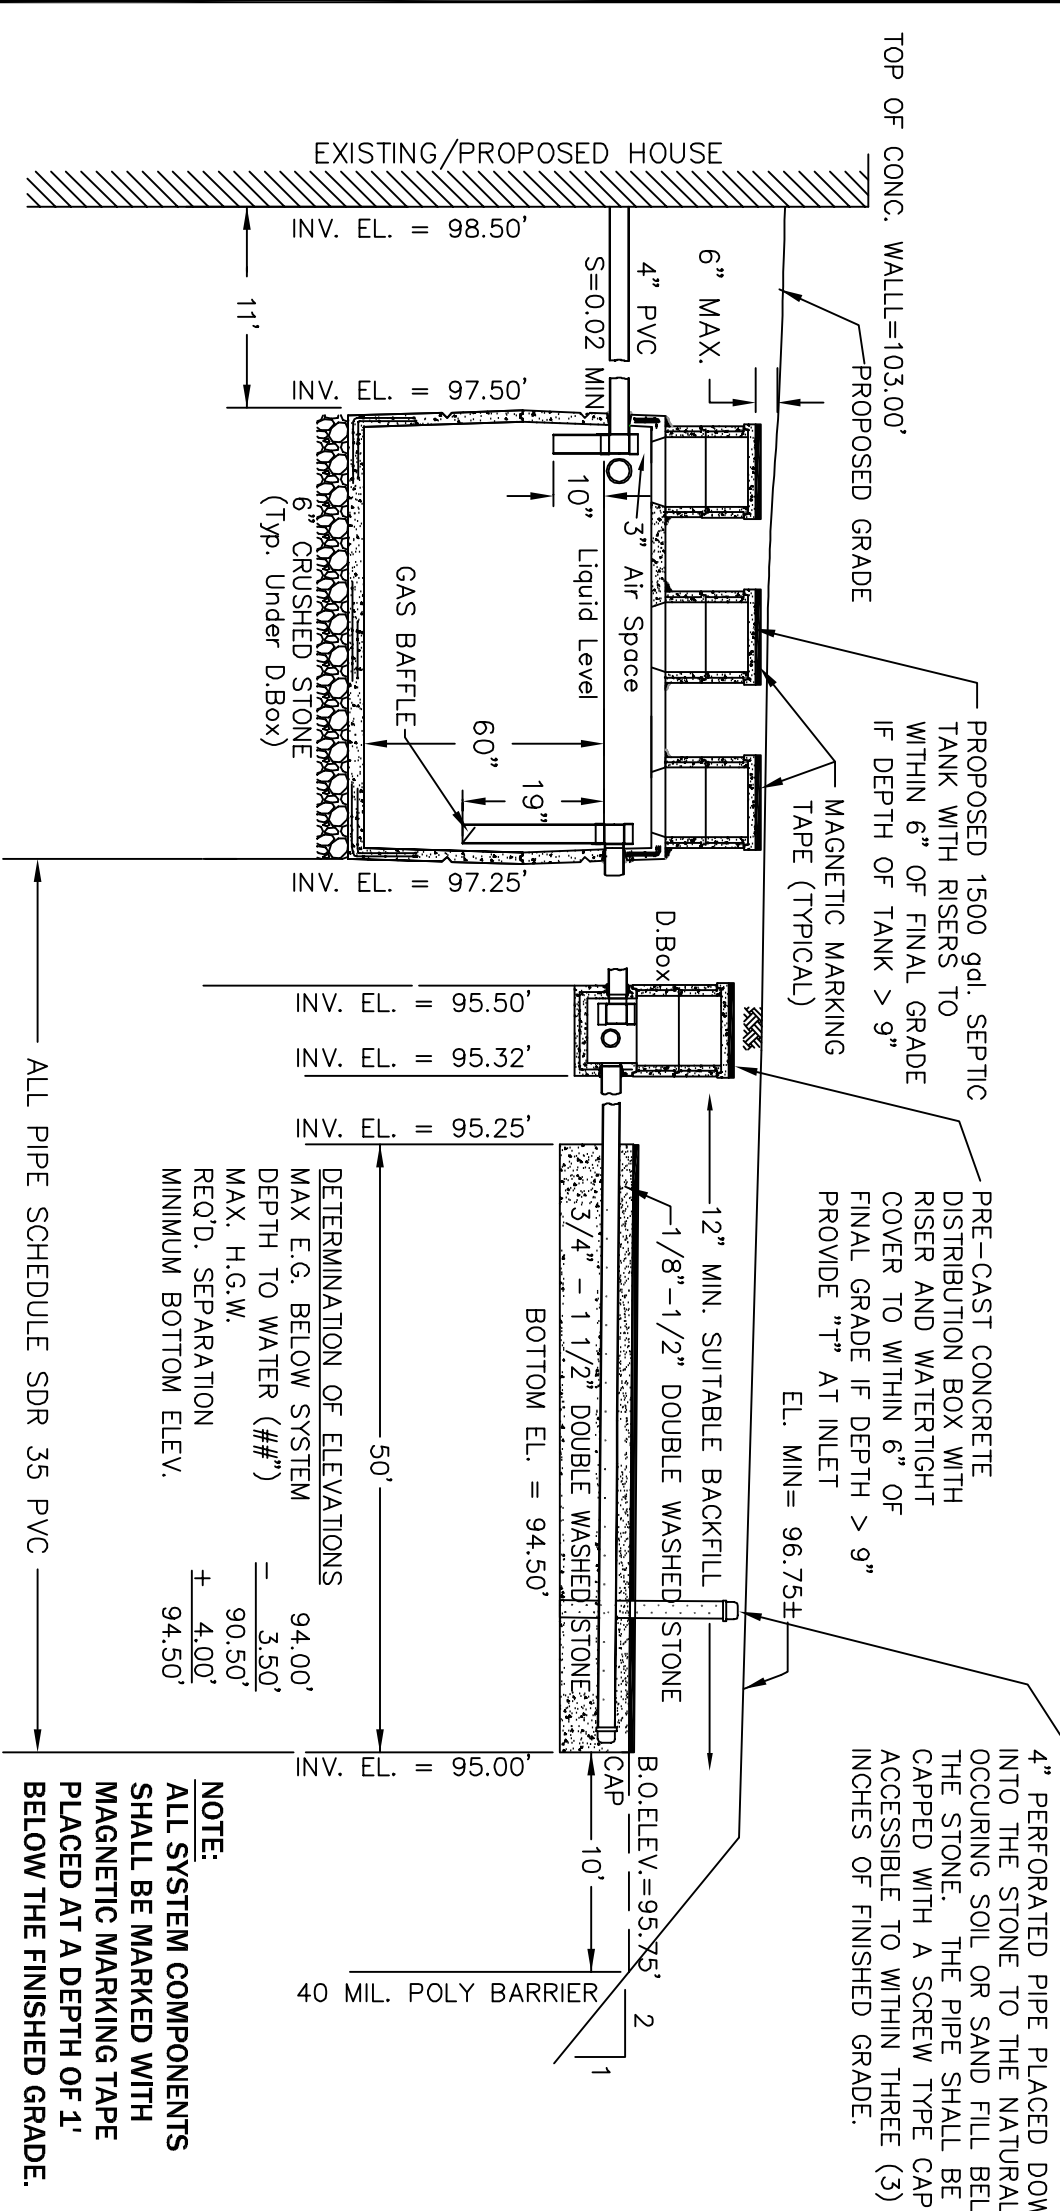 TOP OF CONC. WALLL=103.00'
EXISTING/PROPOSED HOUSE
PROPOSED GRADE
6" MAX.
4" PVC
S=0.02 MIN
INV. EL. = 98.50'
11'
INV. EL. = 97.50'
10"
3" Air Space
Liquid Level
GAS BAFFLE
60"
19"
6" CRUSHED STONE
(Typ. Under D.Box)
INV. EL. = 97.25'
PROPOSED 1500 gal. SEPTIC
TANK WITH RISERS TO
WITHIN 6" OF FINAL GRADE
IF DEPTH OF TANK > 9"
MAGNETIC MARKING
TAPE (TYPICAL)
D.Box
INV. EL. = 95.50'
INV. EL. = 95.32'
INV. EL. = 95.25'
PRE-CAST CONCRETE
DISTRIBUTION BOX WITH
RISER AND WATERTIGHT
COVER TO WITHIN 6" OF
FINAL GRADE IF DEPTH > 9"
PROVIDE "T" AT INLET
EL. MIN= 96.75±
12" MIN. SUITABLE BACKFILL
1/8"-1/2" DOUBLE WASHED STONE
3/4" - 1 1/2" DOUBLE WASHED STONE
BOTTOM EL. = 94.50'
50'
DETERMINATION OF ELEVATIONS
MAX E.G. BELOW SYSTEM 94.00'
DEPTH TO WATER (##") - 3.50'
MAX. H.G.W. 90.50'
REQ'D. SEPARATION + 4.00'
MINIMUM BOTTOM ELEV. 94.50'
ALL PIPE SCHEDULE SDR 35 PVC
4" PERFORATED PIPE PLACED
INTO THE STONE TO THE
OCCURING SOIL OR SAND FILL
THE STONE. THE PIPE SHALL BE
CAPPED WITH A SCREW TYPE CAP
ACCESSIBLE TO WITHIN THREE (3)
INCHES OF FINISHED GRADE.
B.O.ELEV.=95.75'
CAP
INV. EL. = 95.00'
10'
40 MIL. POLY BARRIER
2
1
NOTE:
ALL SYSTEM COMPONENTS
SHALL BE MARKED WITH
MAGNETIC MARKING TAPE
PLACED AT A DEPTH OF 1'
BELOW THE FINISHED GRADE.